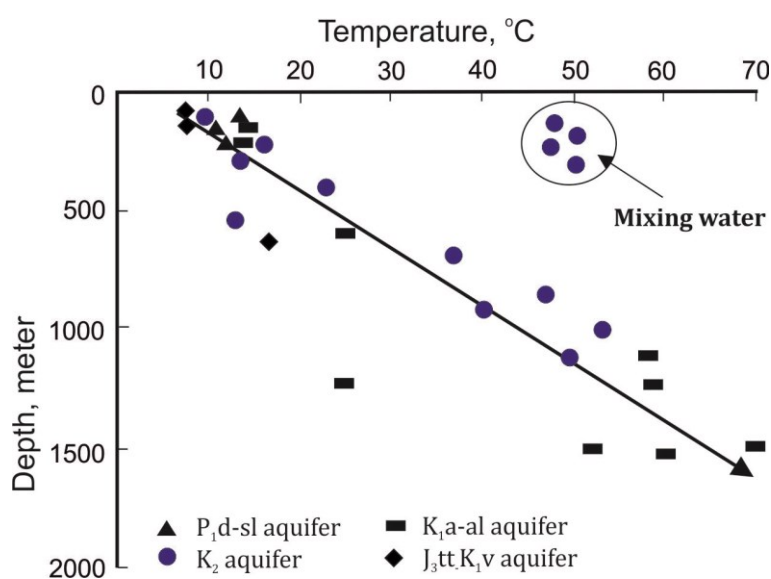 Temperature, °C
10 20 30 40 50 60 70
0
500
1000
1500
2000
Depth, meter
Mixing water
P₁d-sl aquifer
K₁a-al aquifer
K₂ aquifer
J₃tt-K₁v aquifer